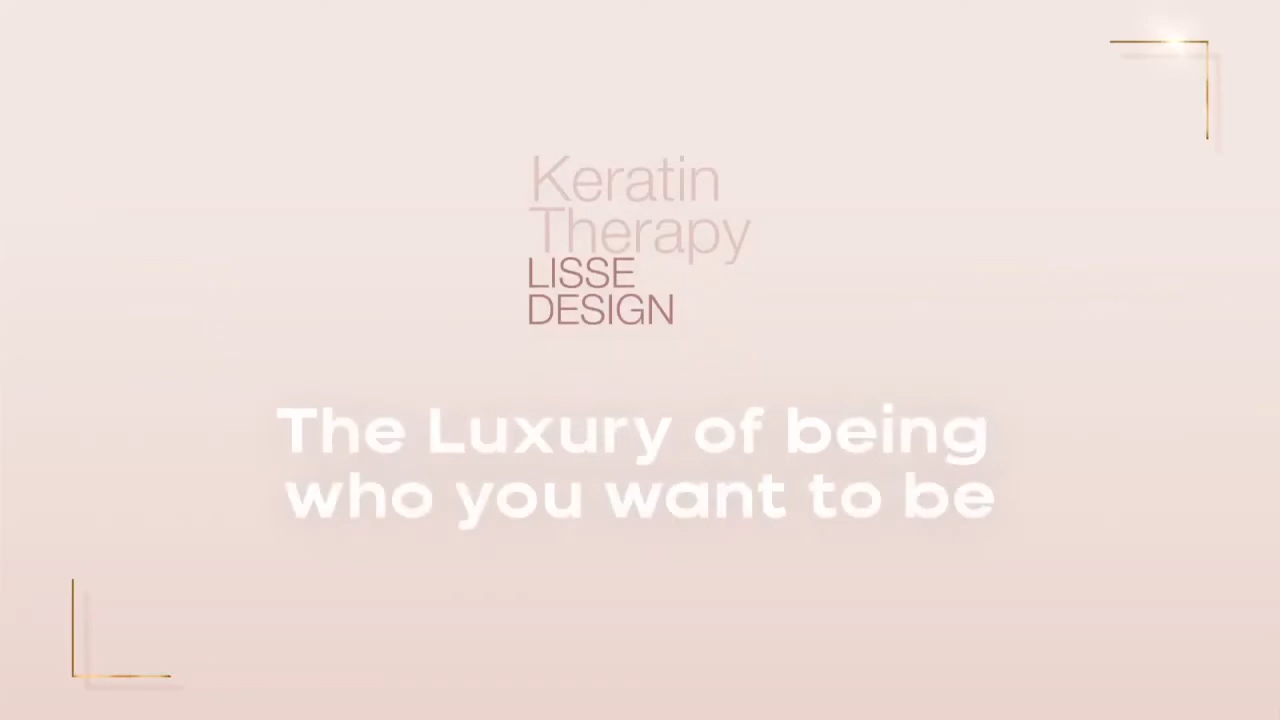 Keratin
Therapy
LISSE
DESIGN
The Luxury of being
who you want to be